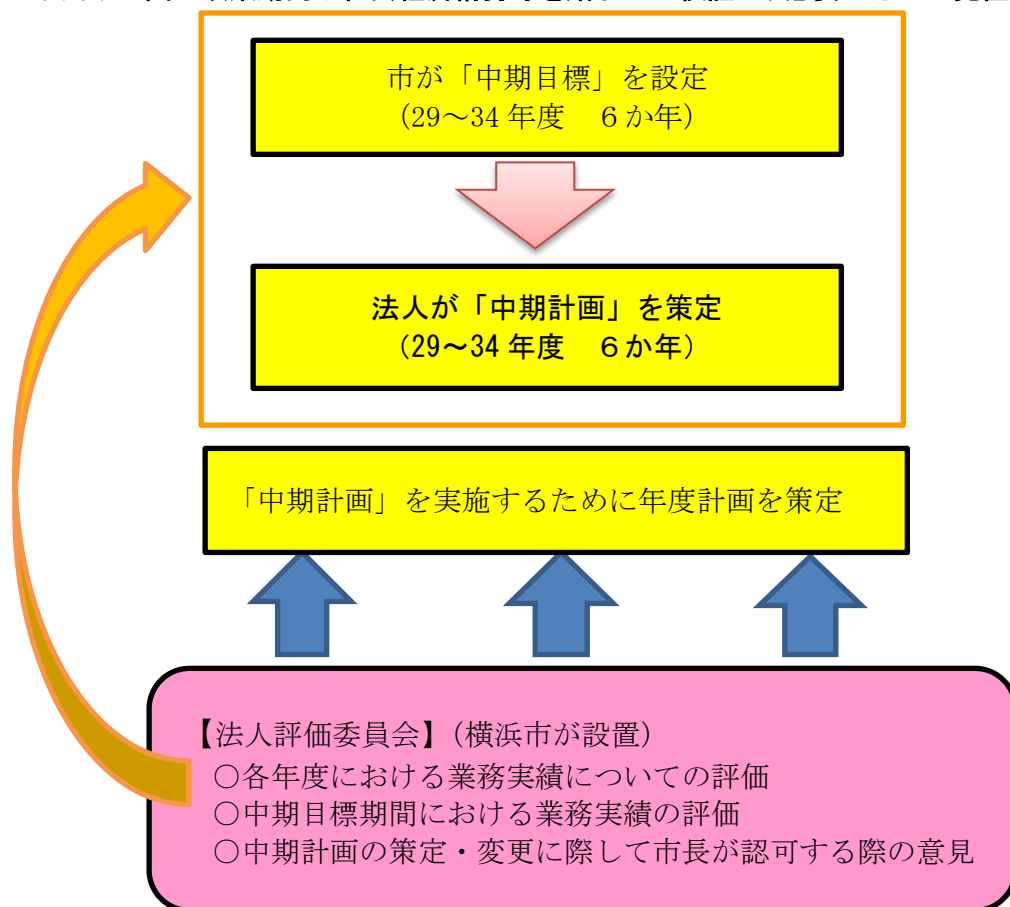 市が「中期目標」を設定
(29～34 年度　６か年)
法人が「中期計画」を策定
(29～34 年度　６か年)
「中期計画」を実施するために年度計画を策定
【法人評価委員会】（横浜市が設置）
○各年度における業務実績についての評価
○中期目標期間における業務実績の評価
○中期計画の策定・変更に際して市長が認可する際の意見